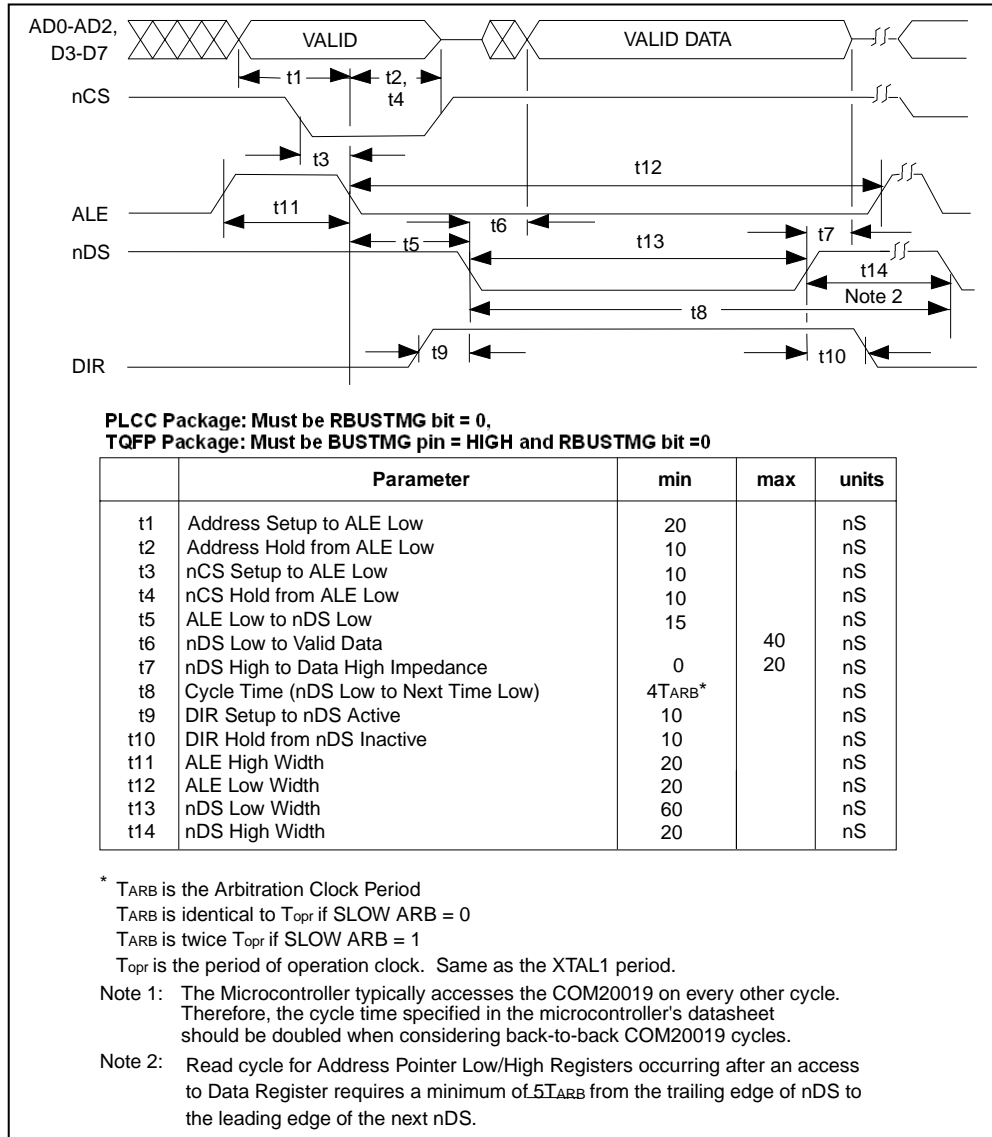 AD0-AD2,
D3-D7
VALID
VALID DATA
t1
t2,
t4
nCS
t3
t12
ALE
t11
t6
t5
t13
t7
nDS
t14
Note 2
t8
t9
t10
DIR
PLCC Package: Must be RBUSTMG bit = 0,
TQFP Package: Must be BUSTMG pin = HIGH and RBUSTMG bit =0
Parameter min max units
t1 Address Setup to ALE Low 20 nS
t2 Address Hold from ALE Low 10 nS
t3 nCS Setup to ALE Low 10 nS
t4 nCS Hold from ALE Low 10 nS
t5 ALE Low to nDS Low 15 nS
t6 nDS Low to Valid Data 40 nS
t7 nDS High to Data High Impedance 0 20 nS
t8 Cycle Time (nDS Low to Next Time Low) 4TARB* nS
t9 DIR Setup to nDS Active 10 nS
t10 DIR Hold from nDS Inactive 10 nS
t11 ALE High Width 20 nS
t12 ALE Low Width 20 nS
t13 nDS Low Width 60 nS
t14 nDS High Width 20 nS
* TARB is the Arbitration Clock Period
TARB is identical to Topr if SLOW ARB = 0
TARB is twice Topr if SLOW ARB = 1
Topr is the period of operation clock. Same as the XTAL1 period.
Note 1: The Microcontroller typically accesses the COM20019 on every other cycle.
Therefore, the cycle time specified in the microcontroller's datasheet
should be doubled when considering back-to-back COM20019 cycles.
Note 2: Read cycle for Address Pointer Low/High Registers occurring after an access
to Data Register requires a minimum of 5TARB from the trailing edge of nDS to
the leading edge of the next nDS.